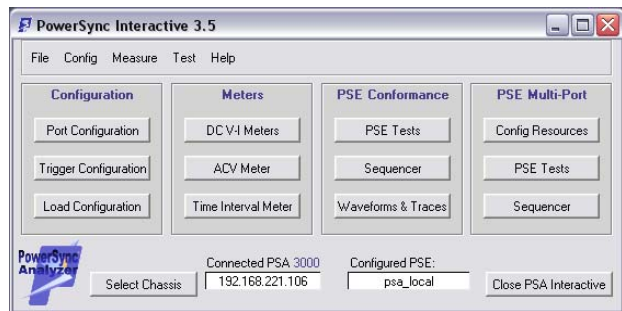 PowerSync Interactive 3.5
File Config Measure Test Help
Configuration Meters PSE Conformance PSE Multi-Port
Port Configuration DC V-I Meters PSE Tests Config Resources
Trigger Configuration ACV Meter Sequencer PSE Tests
Load Configuration Time Interval Meter Waveforms & Traces Sequencer
PowerSync
Analyzer
Connected PSA 3000 Configured PSE:
Select Chassis 192.168.221.106 psa_local Close PSA Interactive